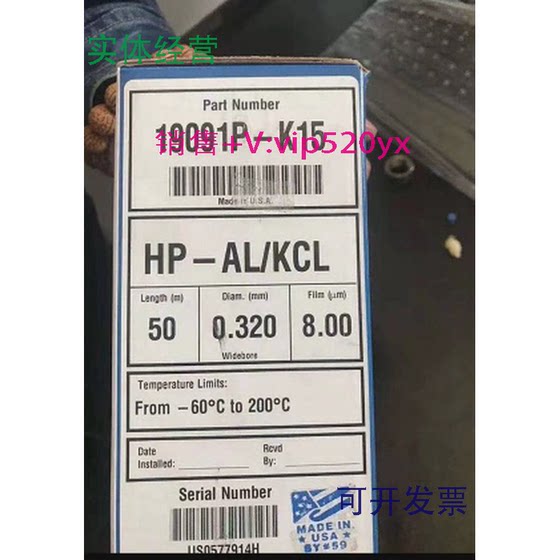 实体经营
Part Number
19091P-K15
销售+V:vip520yx
Made in U.S.A.
HP-AL/KCL
Length (m)
Diam. (mm)
Film (µm)
50
0.320
8.00
Widebore
Temperature Limits:
From -60°C to 200°C
Date
Installed:
Rcvd
By:
Serial Number
可开发票
MADE IN
USA
US0577914H